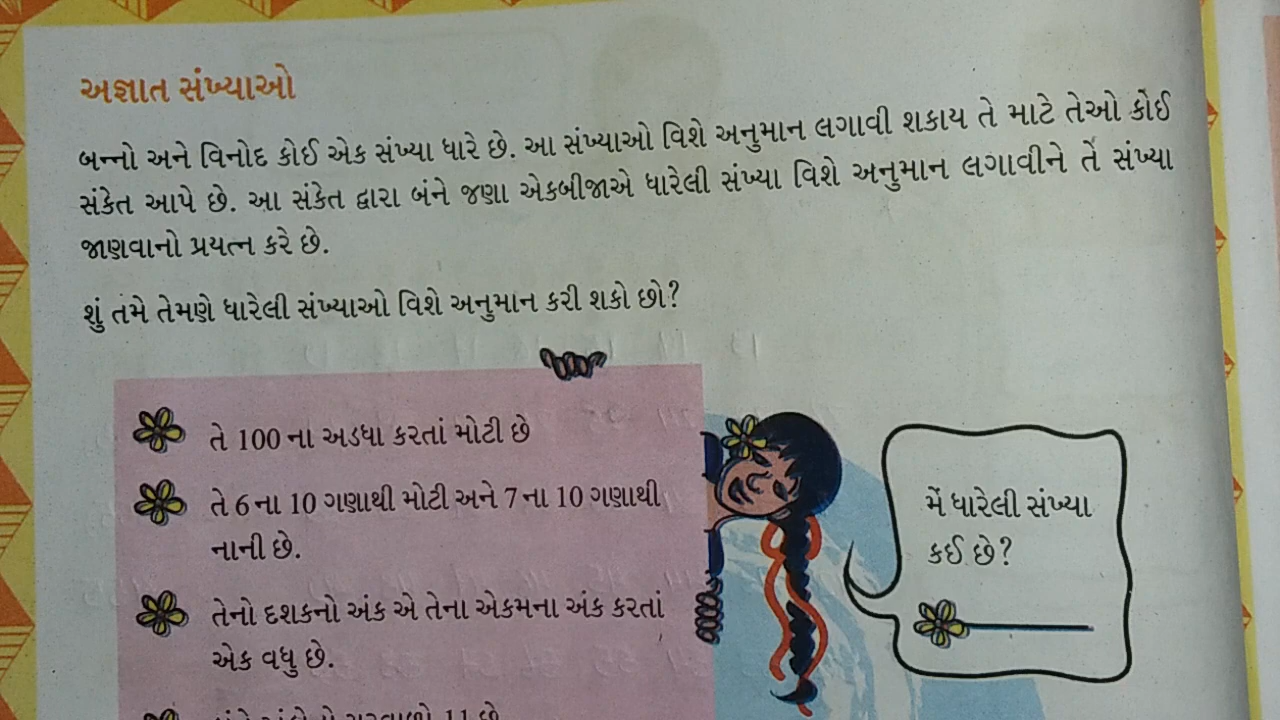 અજ્ઞાત સંખ્યાઓ
બન્નો અને વિનોદ કોઈ એક સંખ્યા ધારે છે. આ સંખ્યાઓ વિશે અનુમાન લગાવી શકાય તે માટે તેઓ કોઈ
સંકેત આપે છે. આ સંકેત દ્વારા બંને જણા એકબીજાએ ધારેલી સંખ્યા વિશે અનુમાન લગાવીને તે સંખ્યા
જાણવાનો પ્રયત્ન કરે છે.
શું તમે તેમણે ધારેલી સંખ્યાઓ વિશે અનુમાન કરી શકો છો?
તે 100 ના અડધા કરતાં મોટી છે
તે 6 ના 10 ગણાથી મોટી અને 7 ના 10 ગણાથી
નાની છે.
તેનો દશકનો અંક એ તેના એકમના અંક કરતાં
એક વધુ છે.
11 છે
મેં ધારેલી સંખ્યા
કઈ છે?